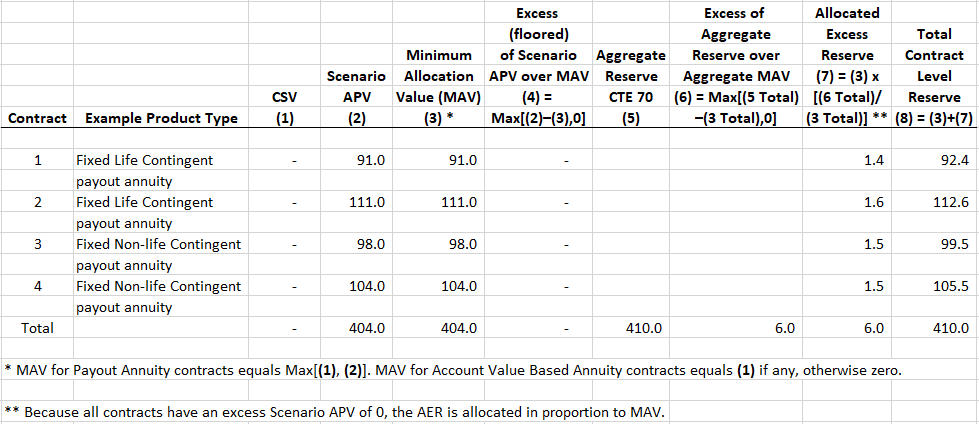 Excess Excess of Allocated
(floored) Aggregate Excess
Minimum of Scenario Aggregate Reserve over Reserve Total
Scenario Allocation APV over MAV Reserve Aggregate MAV (7) = (3) x Contract
CSV APV Value (MAV) (4) = CTE 70 (6) = Max[(5 Total) [(6 Total)/ Level Reserve
Contract Example Product Type (1) (2) (3) * Max[(2)–(3),0] (5) –(3 Total),0] (3 Total)] ** (8) = (3)+(7)
1 Fixed Life Contingent - 91.0 91.0 - 1.4 92.4
payout annuity
2 Fixed Life Contingent - 111.0 111.0 - 1.6 112.6
payout annuity
3 Fixed Non-life Contingent - 98.0 98.0 - 1.5 99.5
payout annuity
4 Fixed Non-life Contingent - 104.0 104.0 - 1.5 105.5
payout annuity
Total - 404.0 404.0 - 410.0 6.0 6.0 410.0
* MAV for Payout Annuity contracts equals Max[(1), (2)]. MAV for Account Value Based Annuity contracts equals (1) if any, otherwise zero.
** Because all contracts have an excess Scenario APV of 0, the AER is allocated in proportion to MAV.